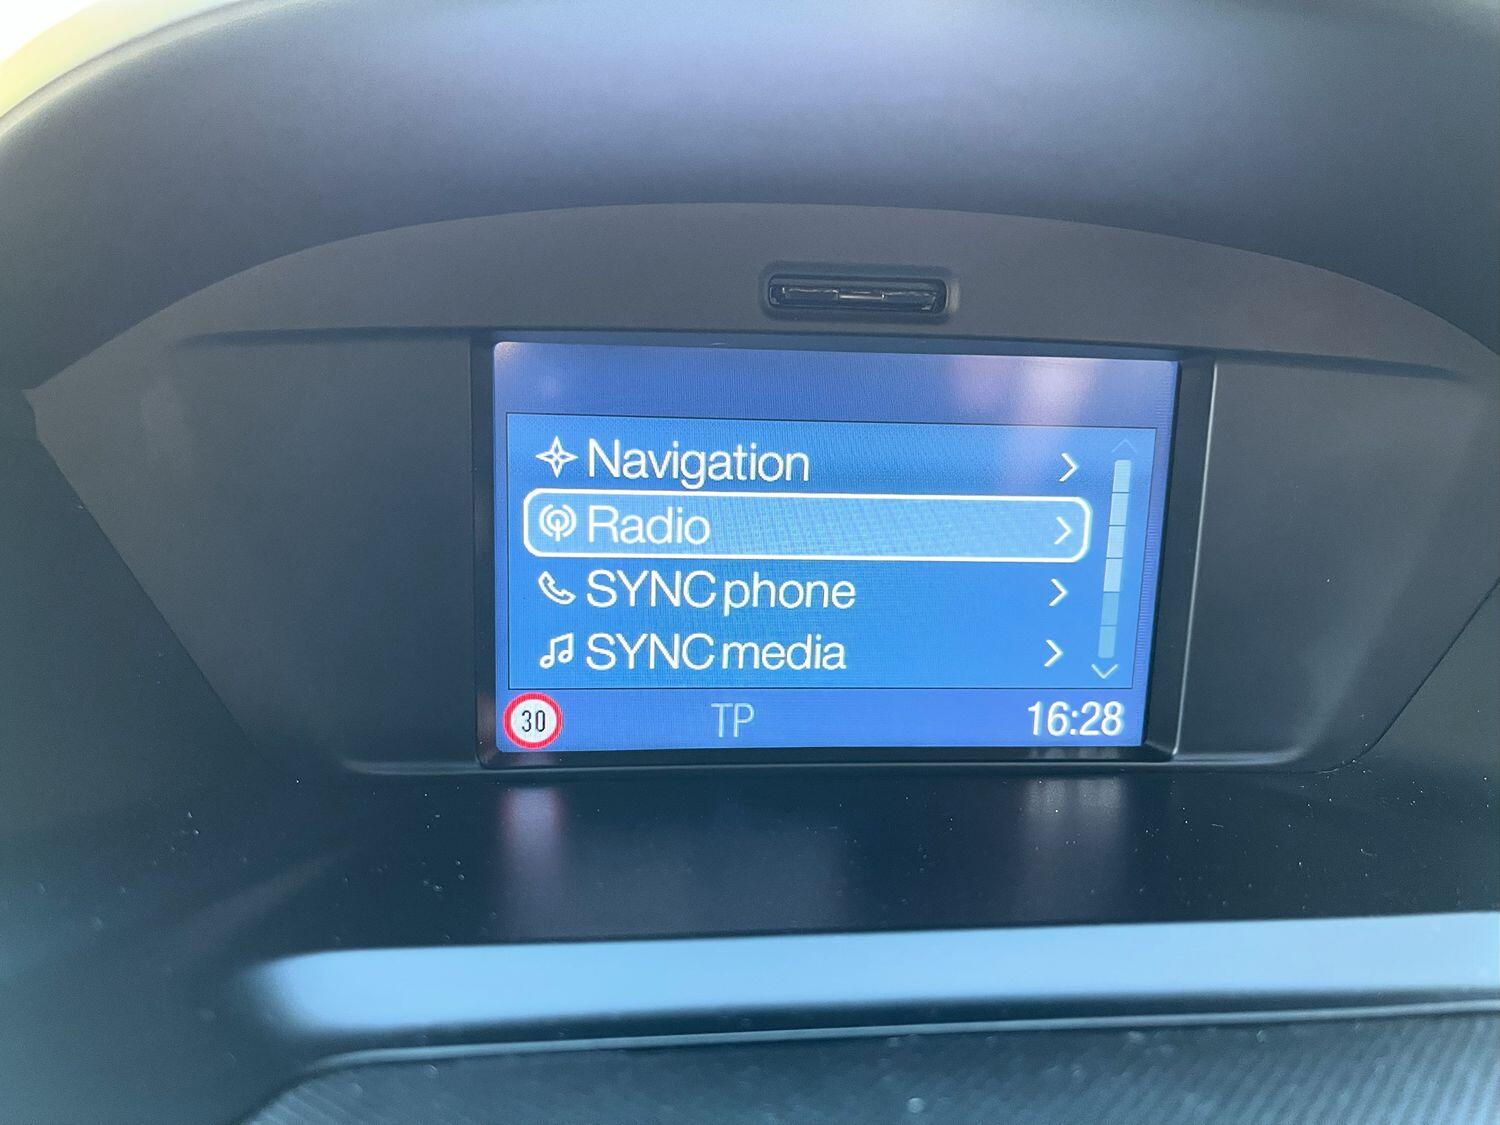 Navigation
Radio
SYNC phone
SYNC media
30 TP 16:28